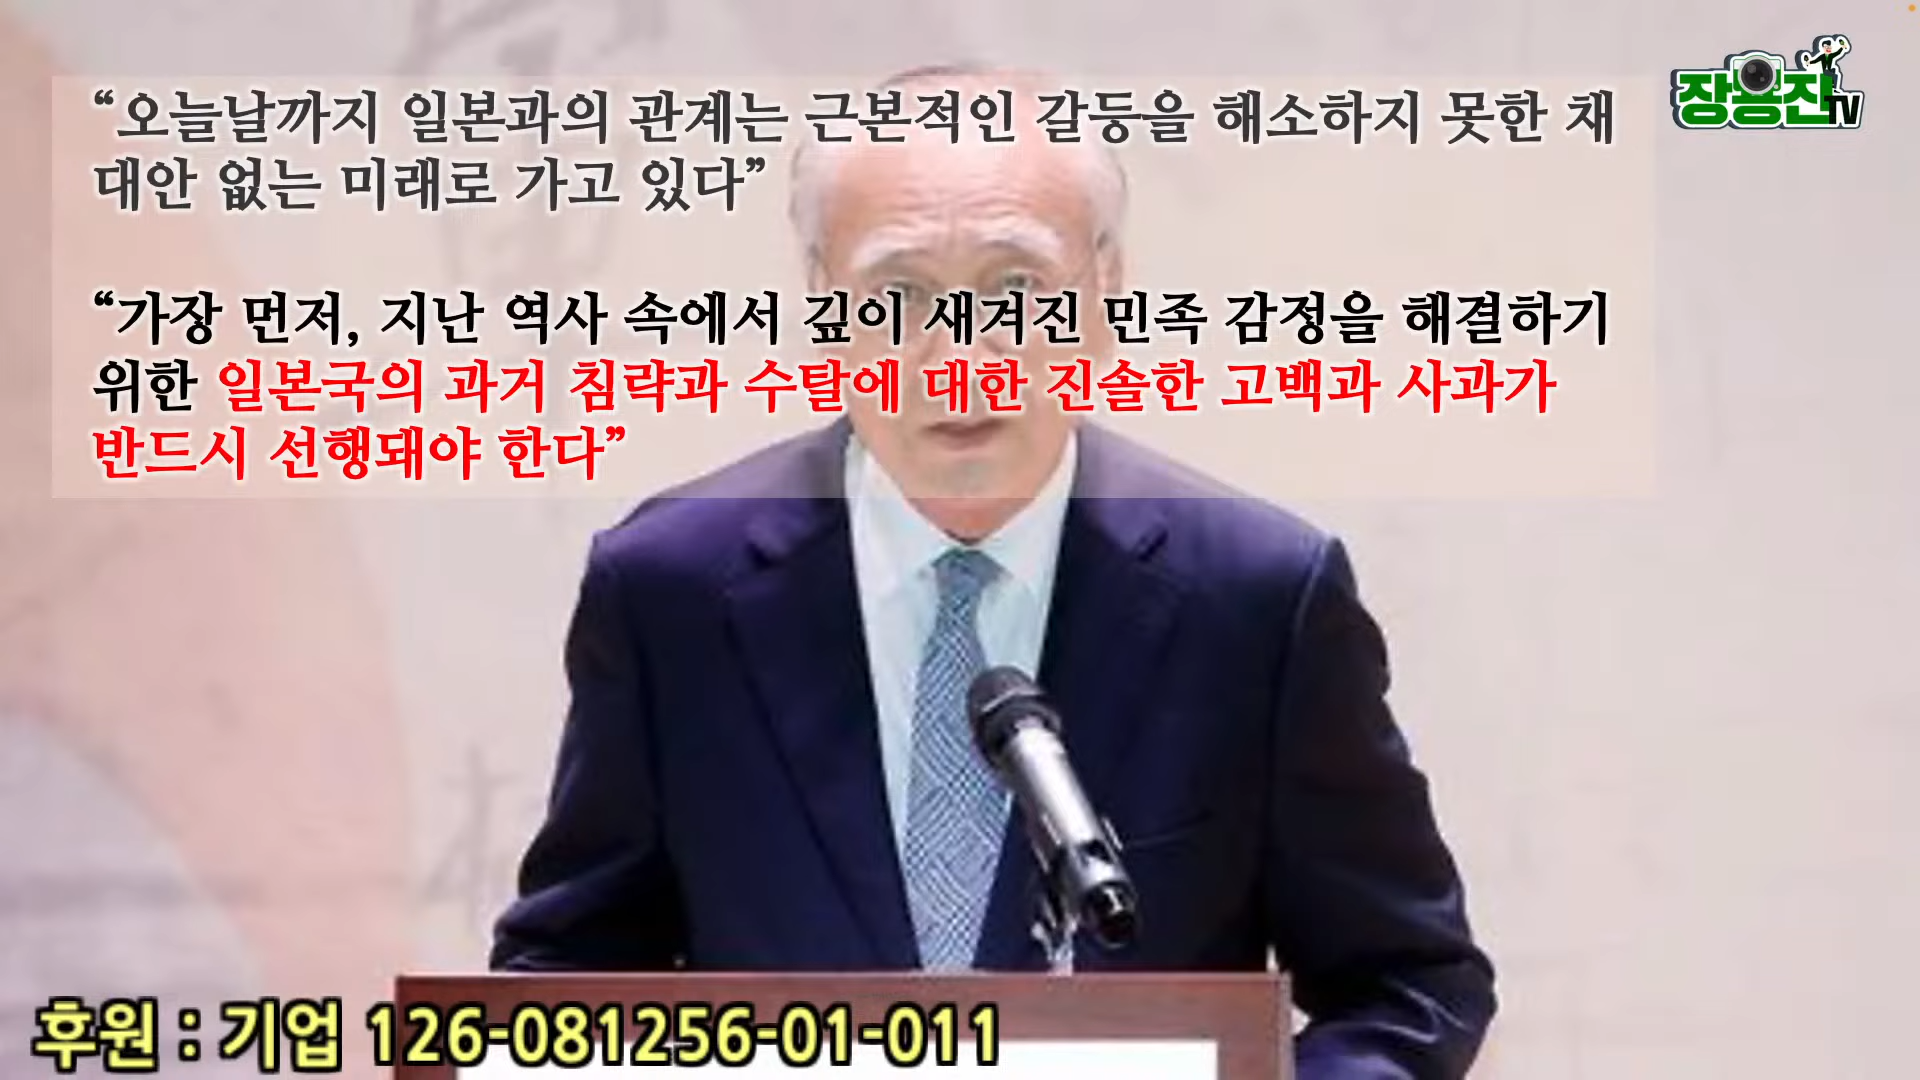 장용진TV
“오늘날까지 일본과의 관계는 근본적인 갈등을 해소하지 못한 채
대안 없는 미래로 가고 있다”
“가장 먼저, 지난 역사 속에서 깊이 새겨진 민족 감정을 해결하기
위한 일본국의 과거 침략과 수탈에 대한 진솔한 고백과 사과가
반드시 선행돼야 한다”
후원 : 기업 126-081256-01-011